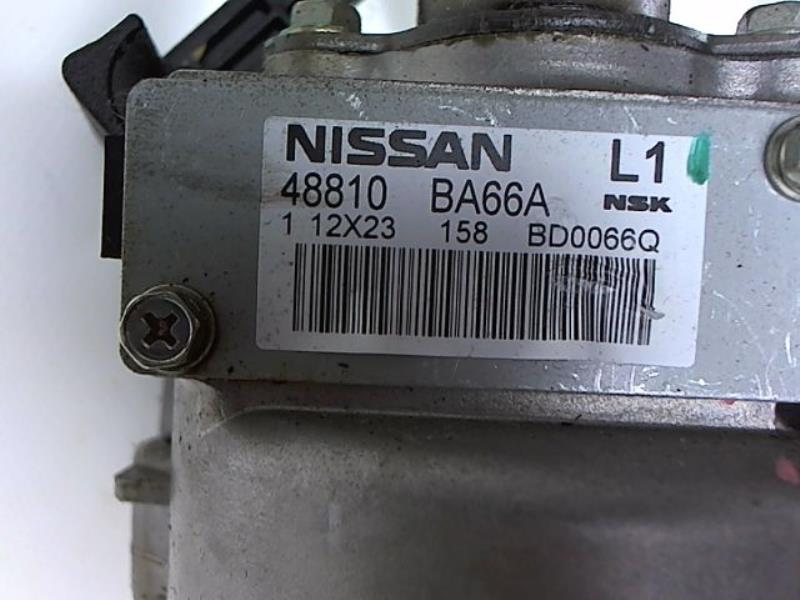 NISSAN L1
48810 BA66A NSK
1 12X23 158 BD0066Q